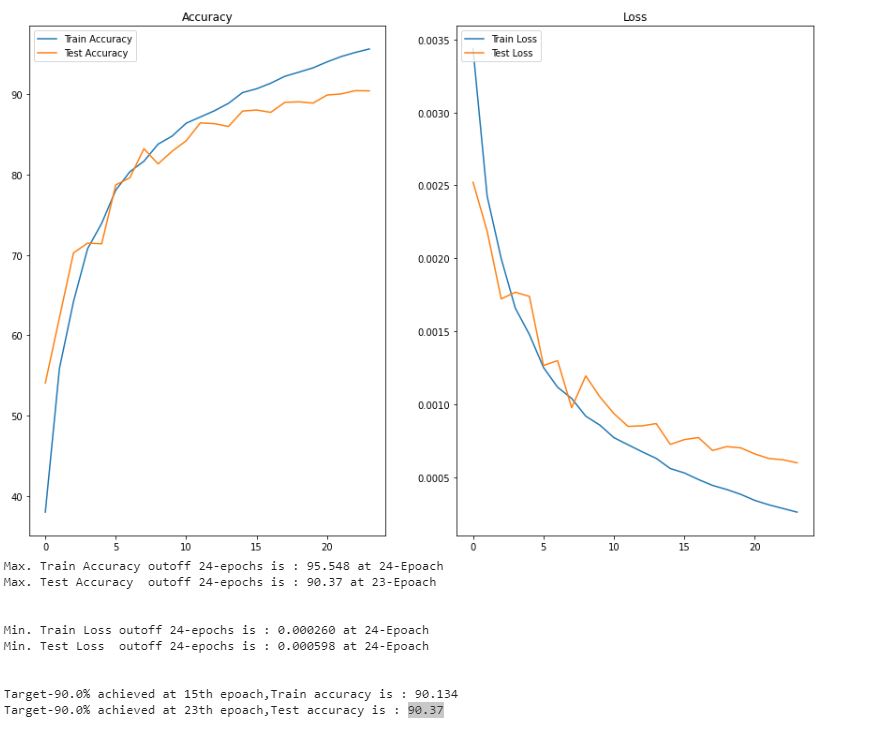 Accuracy
Train Accuracy
Test Accuracy
90
80
70
60
50
40
0
5
10
15
20
Loss
Train Loss
Test Loss
0.0035
0.0030
0.0025
0.0020
0.0015
0.0010
0.0005
0
5
10
15
20
Max. Train Accuracy outoff 24-epochs is : 95.548 at 24-Epoach
Max. Test Accuracy  outoff 24-epochs is : 90.37 at 23-Epoach
Min. Train Loss outoff 24-epochs is : 0.000260 at 24-Epoach
Min. Test Loss  outoff 24-epochs is : 0.000598 at 24-Epoach
Target-90.0% achieved at 15th epoach,Train accuracy is : 90.134
Target-90.0% achieved at 23th epoach,Test accuracy is : 90.37